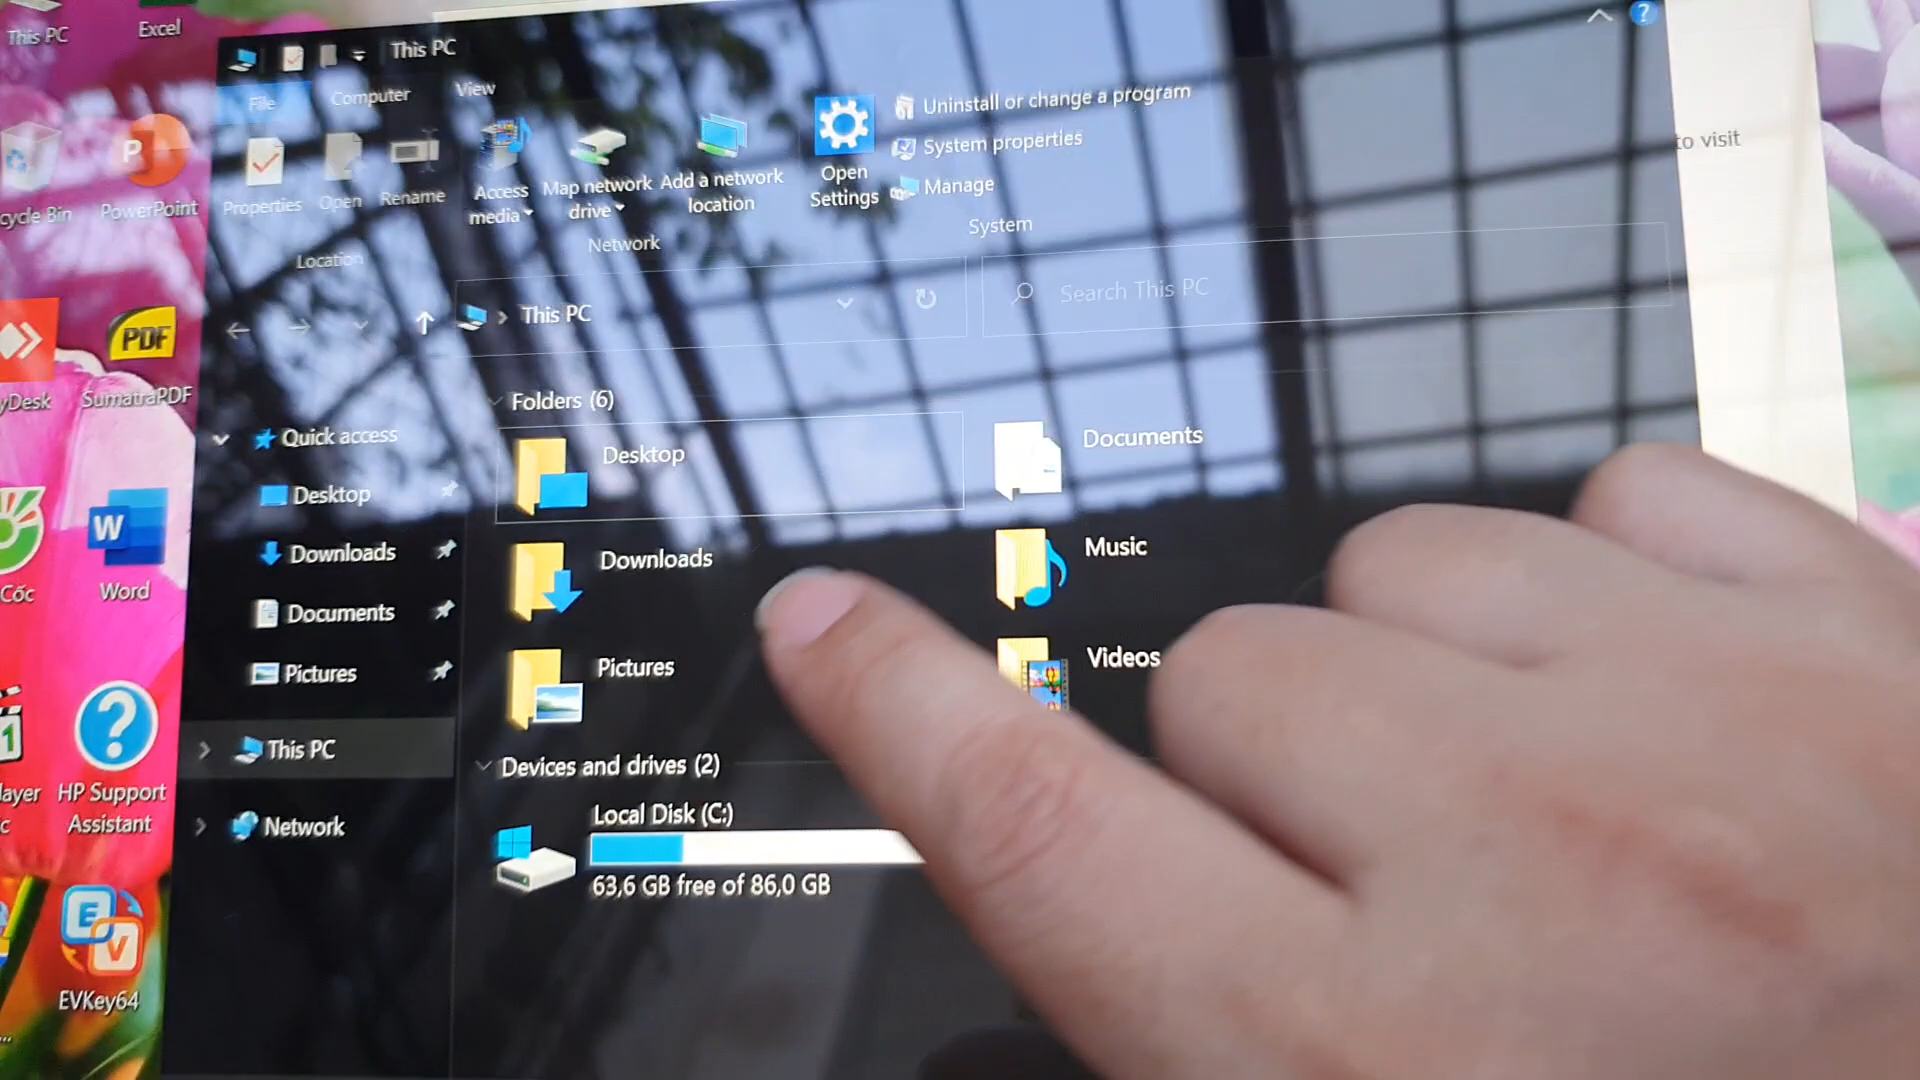 This PC
Excel
cycle Bin
PowerPoint
yDesk
PDF
SumatraPDF
Cốc
W
Word
layer
c
HP Support
Assistant
EVKey64
This PC
File
Computer
View
Properties
Open
Rename
Location
Access
media
Map network
drive
Add a network
location
Network
Open
Settings
Uninstall or change a program
System properties
Manage
System
to visit
This PC
Search This PC
Quick access
Desktop
Downloads
Documents
Pictures
This PC
Network
Folders (6)
Desktop
Documents
Downloads
Music
Pictures
Videos
Devices and drives (2)
Local Disk (C:)
63,6 GB free of 86,0 GB